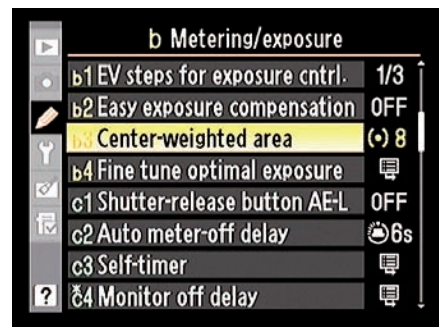 b Metering/exposure
b1 EV steps for exposure cntrl. 1/3
b2 Easy exposure compensation OFF
b3 Center-weighted area (•) 8
b4 Fine tune optimal exposure
c1 Shutter-release button AE-L OFF
c2 Auto meter-off delay 6s
c3 Self-timer
*c4 Monitor off delay
?